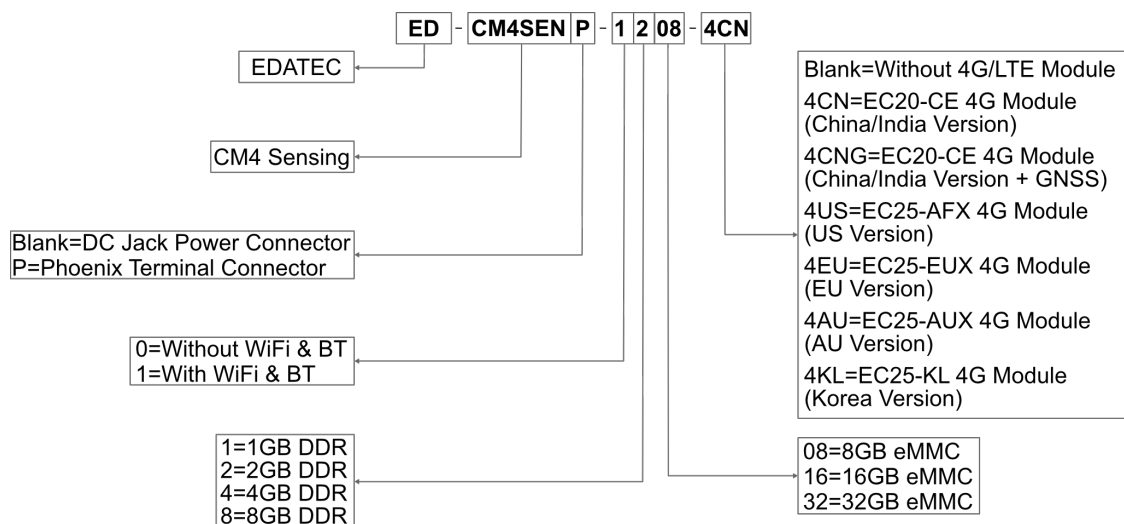 ED - CM4SEN P - 1 2 08 - 4CN
EDATEC
CM4 Sensing
Blank=DC Jack Power Connector
P=Phoenix Terminal Connector
0=Without WiFi & BT
1=With WiFi & BT
1=1GB DDR
2=2GB DDR
4=4GB DDR
8=8GB DDR
Blank=Without 4G/LTE Module
4CN=EC20-CE 4G Module
(China/India Version)
4CNG=EC20-CE 4G Module
(China/India Version + GNSS)
4US=EC25-AFX 4G Module
(US Version)
4EU=EC25-EUX 4G Module
(EU Version)
4AU=EC25-AUX 4G Module
(AU Version)
4KL=EC25-KL 4G Module
(Korea Version)
08=8GB eMMC
16=16GB eMMC
32=32GB eMMC